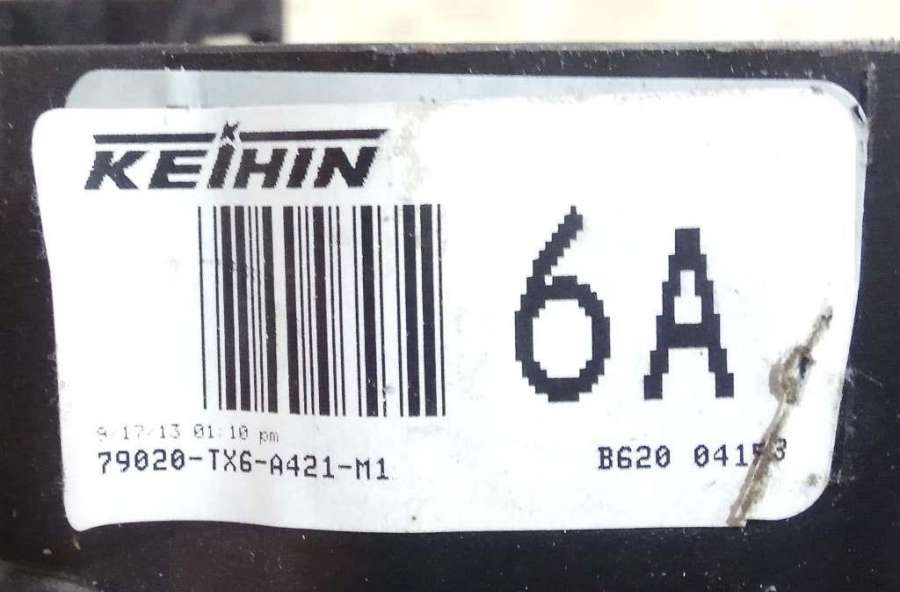 KEIHIN
6A
9/17/13 01:10 pm
79020-TX6-A421-M1
B620